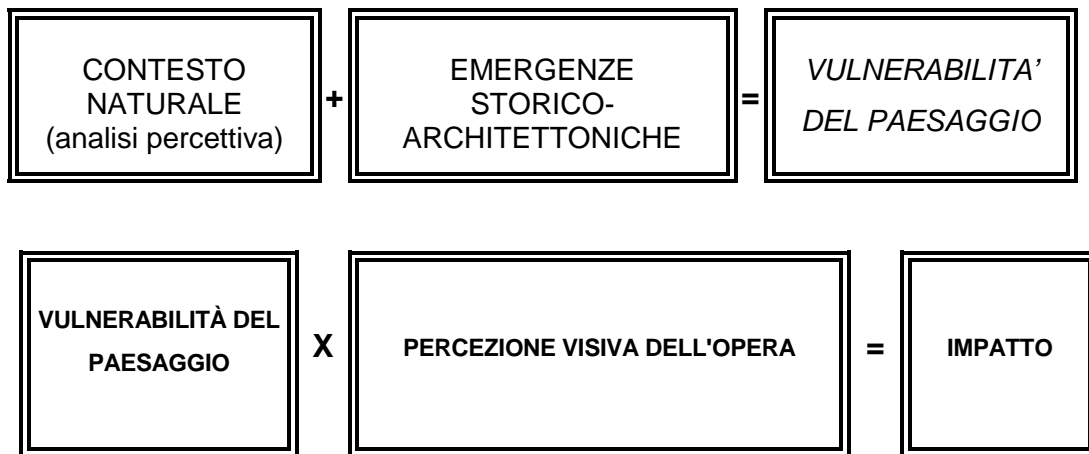 CONTESTO
NATURALE
(analisi percettiva)
+
EMERGENZE
STORICO-
ARCHITETTONICHE
=
VULNERABILITA’
DEL PAESAGGIO
VULNERABILITÀ DEL
PAESAGGIO
X
PERCEZIONE VISIVA DELL'OPERA
=
IMPATTO